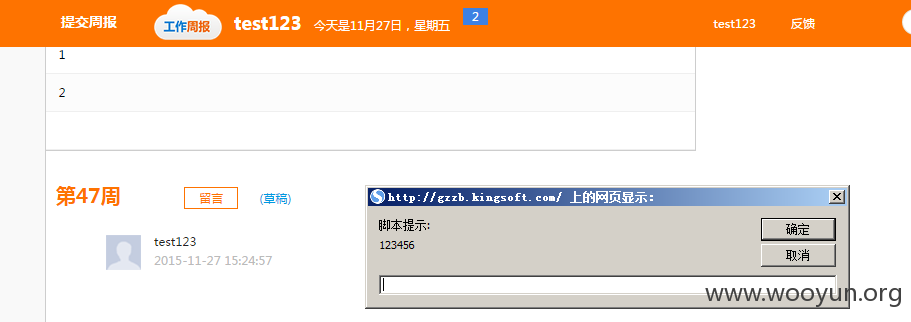 提交周报 工作周报 test123 今天是11月27日，星期五 2 test123 反馈
1
2
第47周 留言 (草稿)
test123
2015-11-27 15:24:57
http://gzzb.kingsoft.com/ 上的网页显示:
脚本提示:
123456
确定
取消
www.wooyun.org